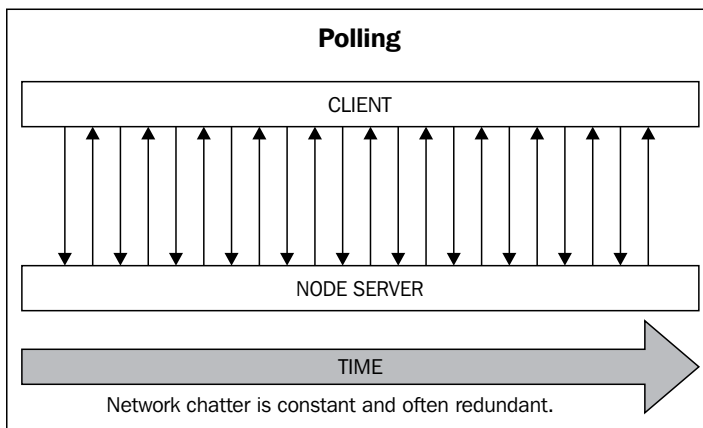 Polling
CLIENT
NODE SERVER
TIME
Network chatter is constant and often redundant.